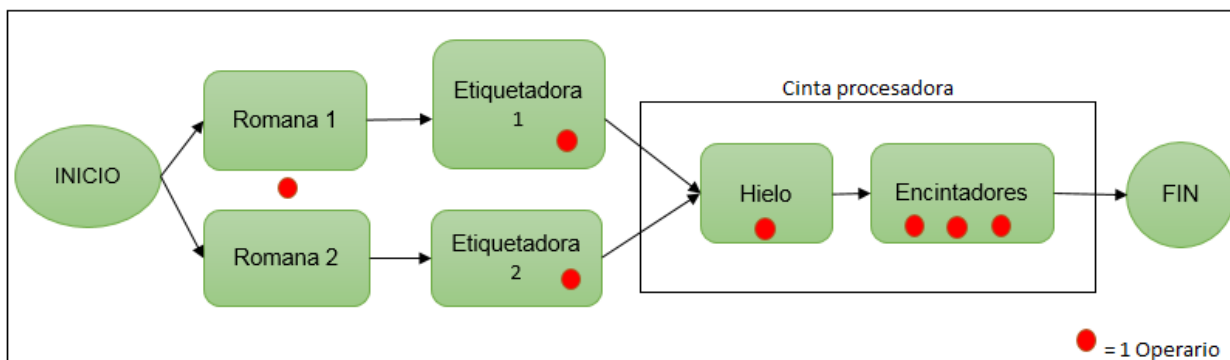 INICIO
Romana 1
Romana 2
Etiquetadora
1
Etiquetadora
2
Cinta procesadora
Hielo
Encintadores
FIN
= 1 Operario